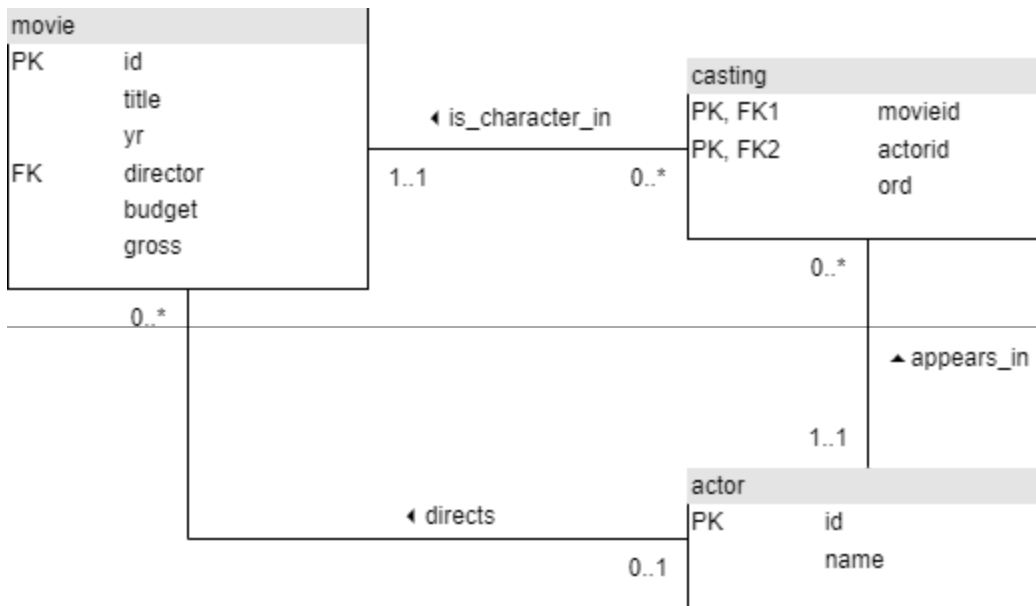 movie
PK id
title
yr
FK director
budget
gross
is_character_in
1..1
0..*
casting
PK, FK1 movieid
PK, FK2 actorid
ord
0..*
0..*
appears_in
1..1
directs
0..1
actor
PK id
name